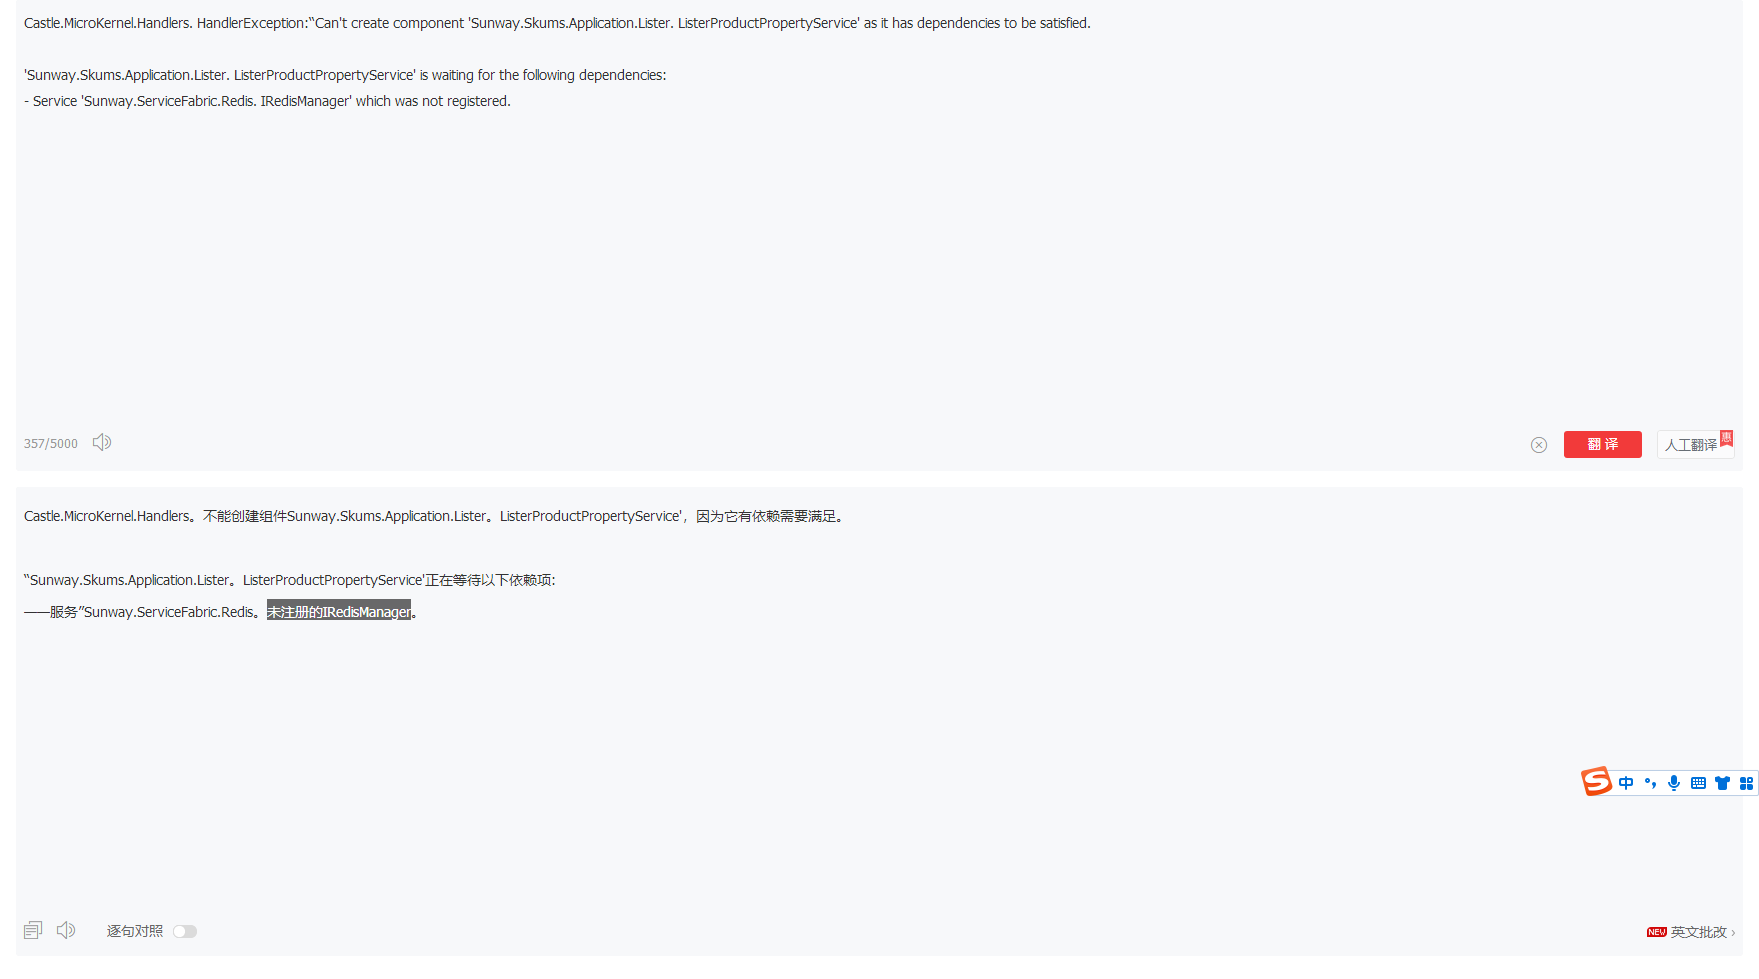 Castle.MicroKernel.Handlers. HandlerException:“Can't create component 'Sunway.Skums.Application.Lister. ListerProductPropertyService' as it has dependencies to be satisfied.
'Sunway.Skums.Application.Lister. ListerProductPropertyService' is waiting for the following dependencies:
- Service 'Sunway.ServiceFabric.Redis. IRedisManager' which was not registered.
357/5000
翻 译
人工翻译
惠
Castle.MicroKernel.Handlers。不能创建组件Sunway.Skums.Application.Lister。ListerProductPropertyService'，因为它有依赖需要满足。
“Sunway.Skums.Application.Lister。ListerProductPropertyService'正在等待以下依赖项:
——服务”Sunway.ServiceFabric.Redis。未注册的IRedisManager。
S 中
逐句对照
NEW 英文批改 ›